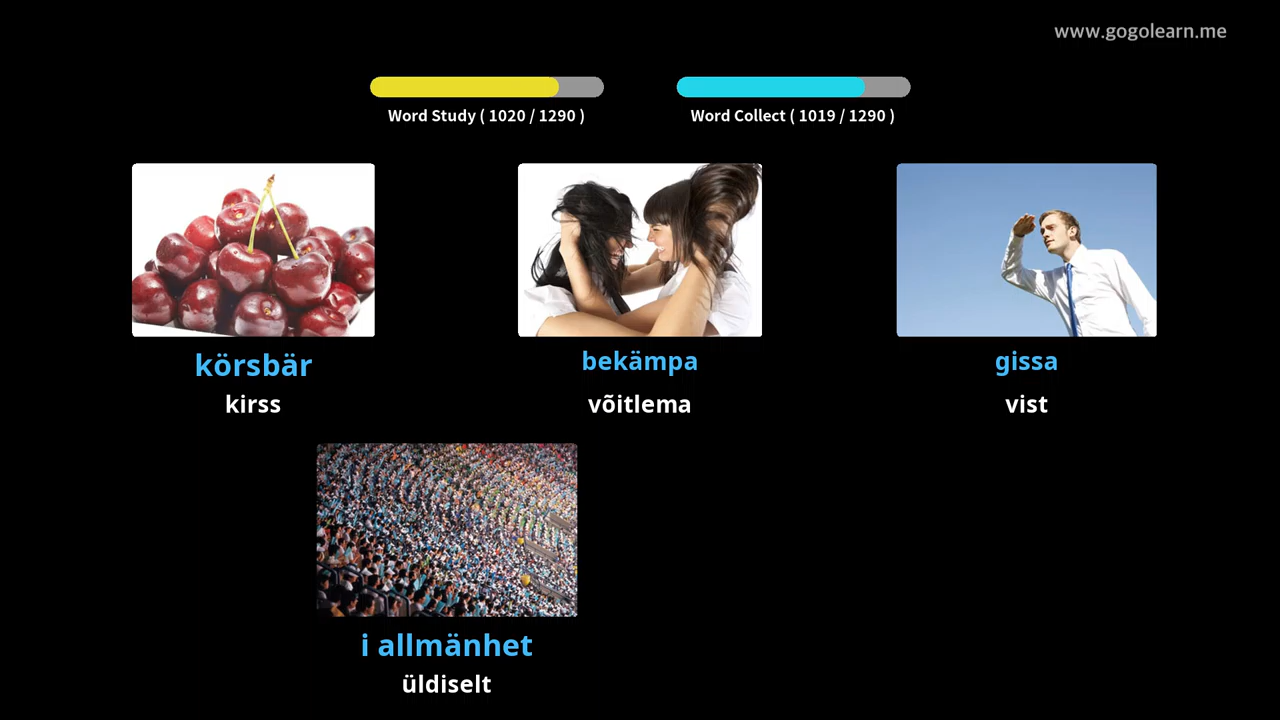 www.gogolearn.me
Word Study ( 1020 / 1290 )
Word Collect ( 1019 / 1290 )
körsbär
kirss
bekämpa
võitlema
gissa
vist
i allmänhet
üldiselt